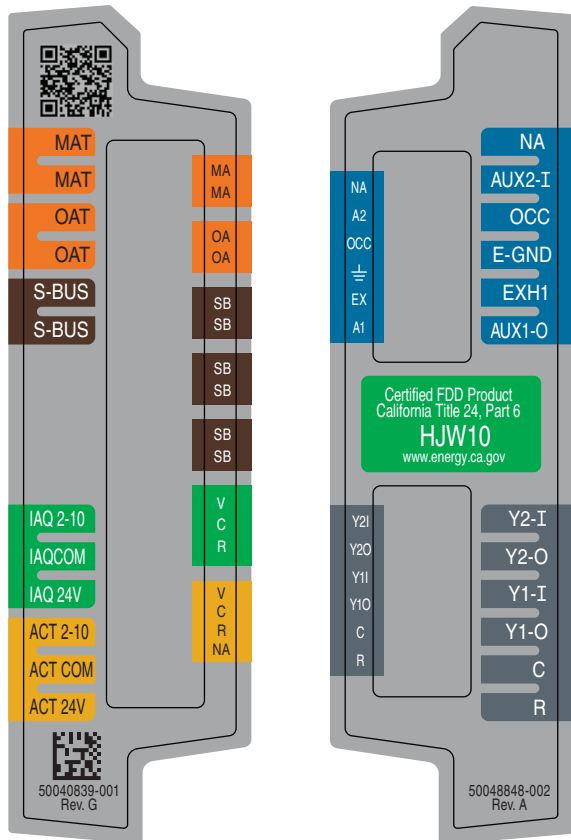 MAT
MAT
OAT
OAT
S-BUS
S-BUS
IAQ 2-10
IAQCOM
IAQ 24V
ACT 2-10
ACT COM
ACT 24V
MA
MA
OA
OA
SB
SB
SB
SB
SB
SB
V
C
R
V
C
R
NA
50040839-001
Rev. G
NA
A2
OCC
EX
A1
NA
AUX2-I
OCC
E-GND
EXH1
AUX1-O
Certified FDD Product
California Title 24, Part 6
HJW10
www.energy.ca.gov
Y2I
Y2O
Y1I
Y1O
C
R
Y2-I
Y2-O
Y1-I
Y1-O
C
R
50048848-002
Rev. A